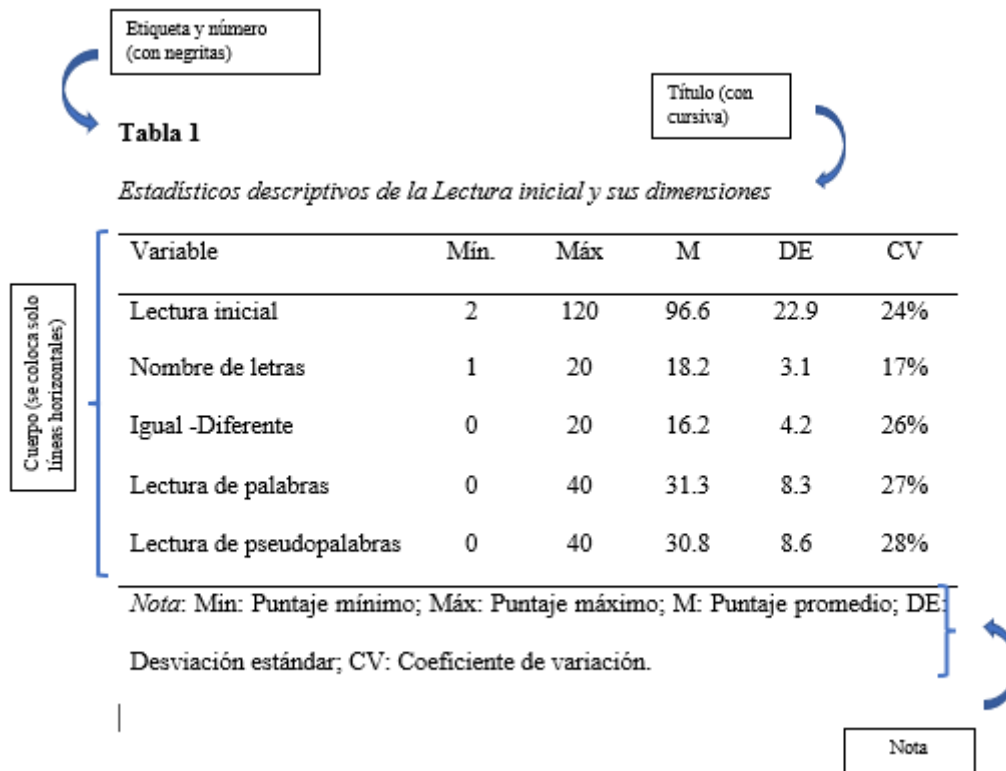 Etiqueta y número
(con negritas)
Título (con
cursiva)
Tabla 1
Estadísticos descriptivos de la Lectura inicial y sus dimensiones
Cuerpo (se coloca solo
líneas horizontales)
Variable Mín. Máx M DE CV
Lectura inicial 2 120 96.6 22.9 24%
Nombre de letras 1 20 18.2 3.1 17%
Igual -Diferente 0 20 16.2 4.2 26%
Lectura de palabras 0 40 31.3 8.3 27%
Lectura de pseudopalabras 0 40 30.8 8.6 28%
Nota: Min: Puntaje mínimo; Máx: Puntaje máximo; M: Puntaje promedio; DE:
Desviación estándar; CV: Coeficiente de variación.
Nota